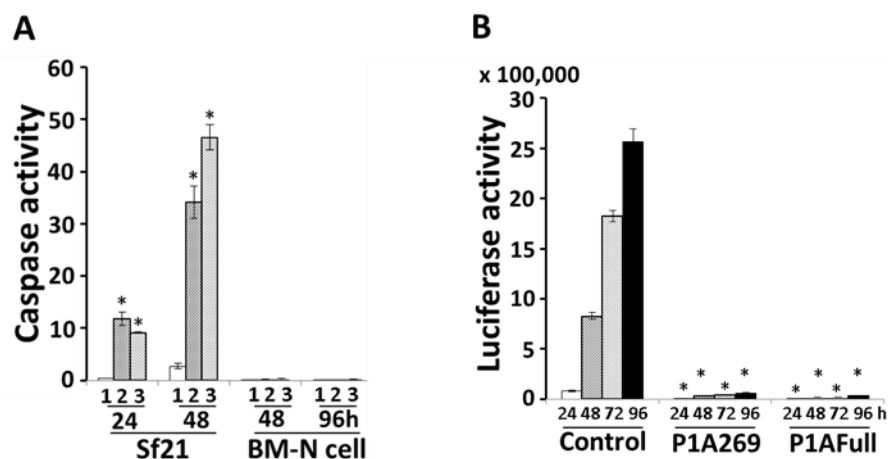 A
Caspase activity
60
50
40
30
20
10
0
*
*
*
*
1 2 3 1 2 3 1 2 3 1 2 3
24 48 48 96h
Sf21 BM-N cell
B
x 100,000
Luciferase activity
30
25
20
15
10
5
0
* * * * * * * *
24 48 72 96 24 48 72 96 24 48 72 96 h
Control P1A269 P1AFull